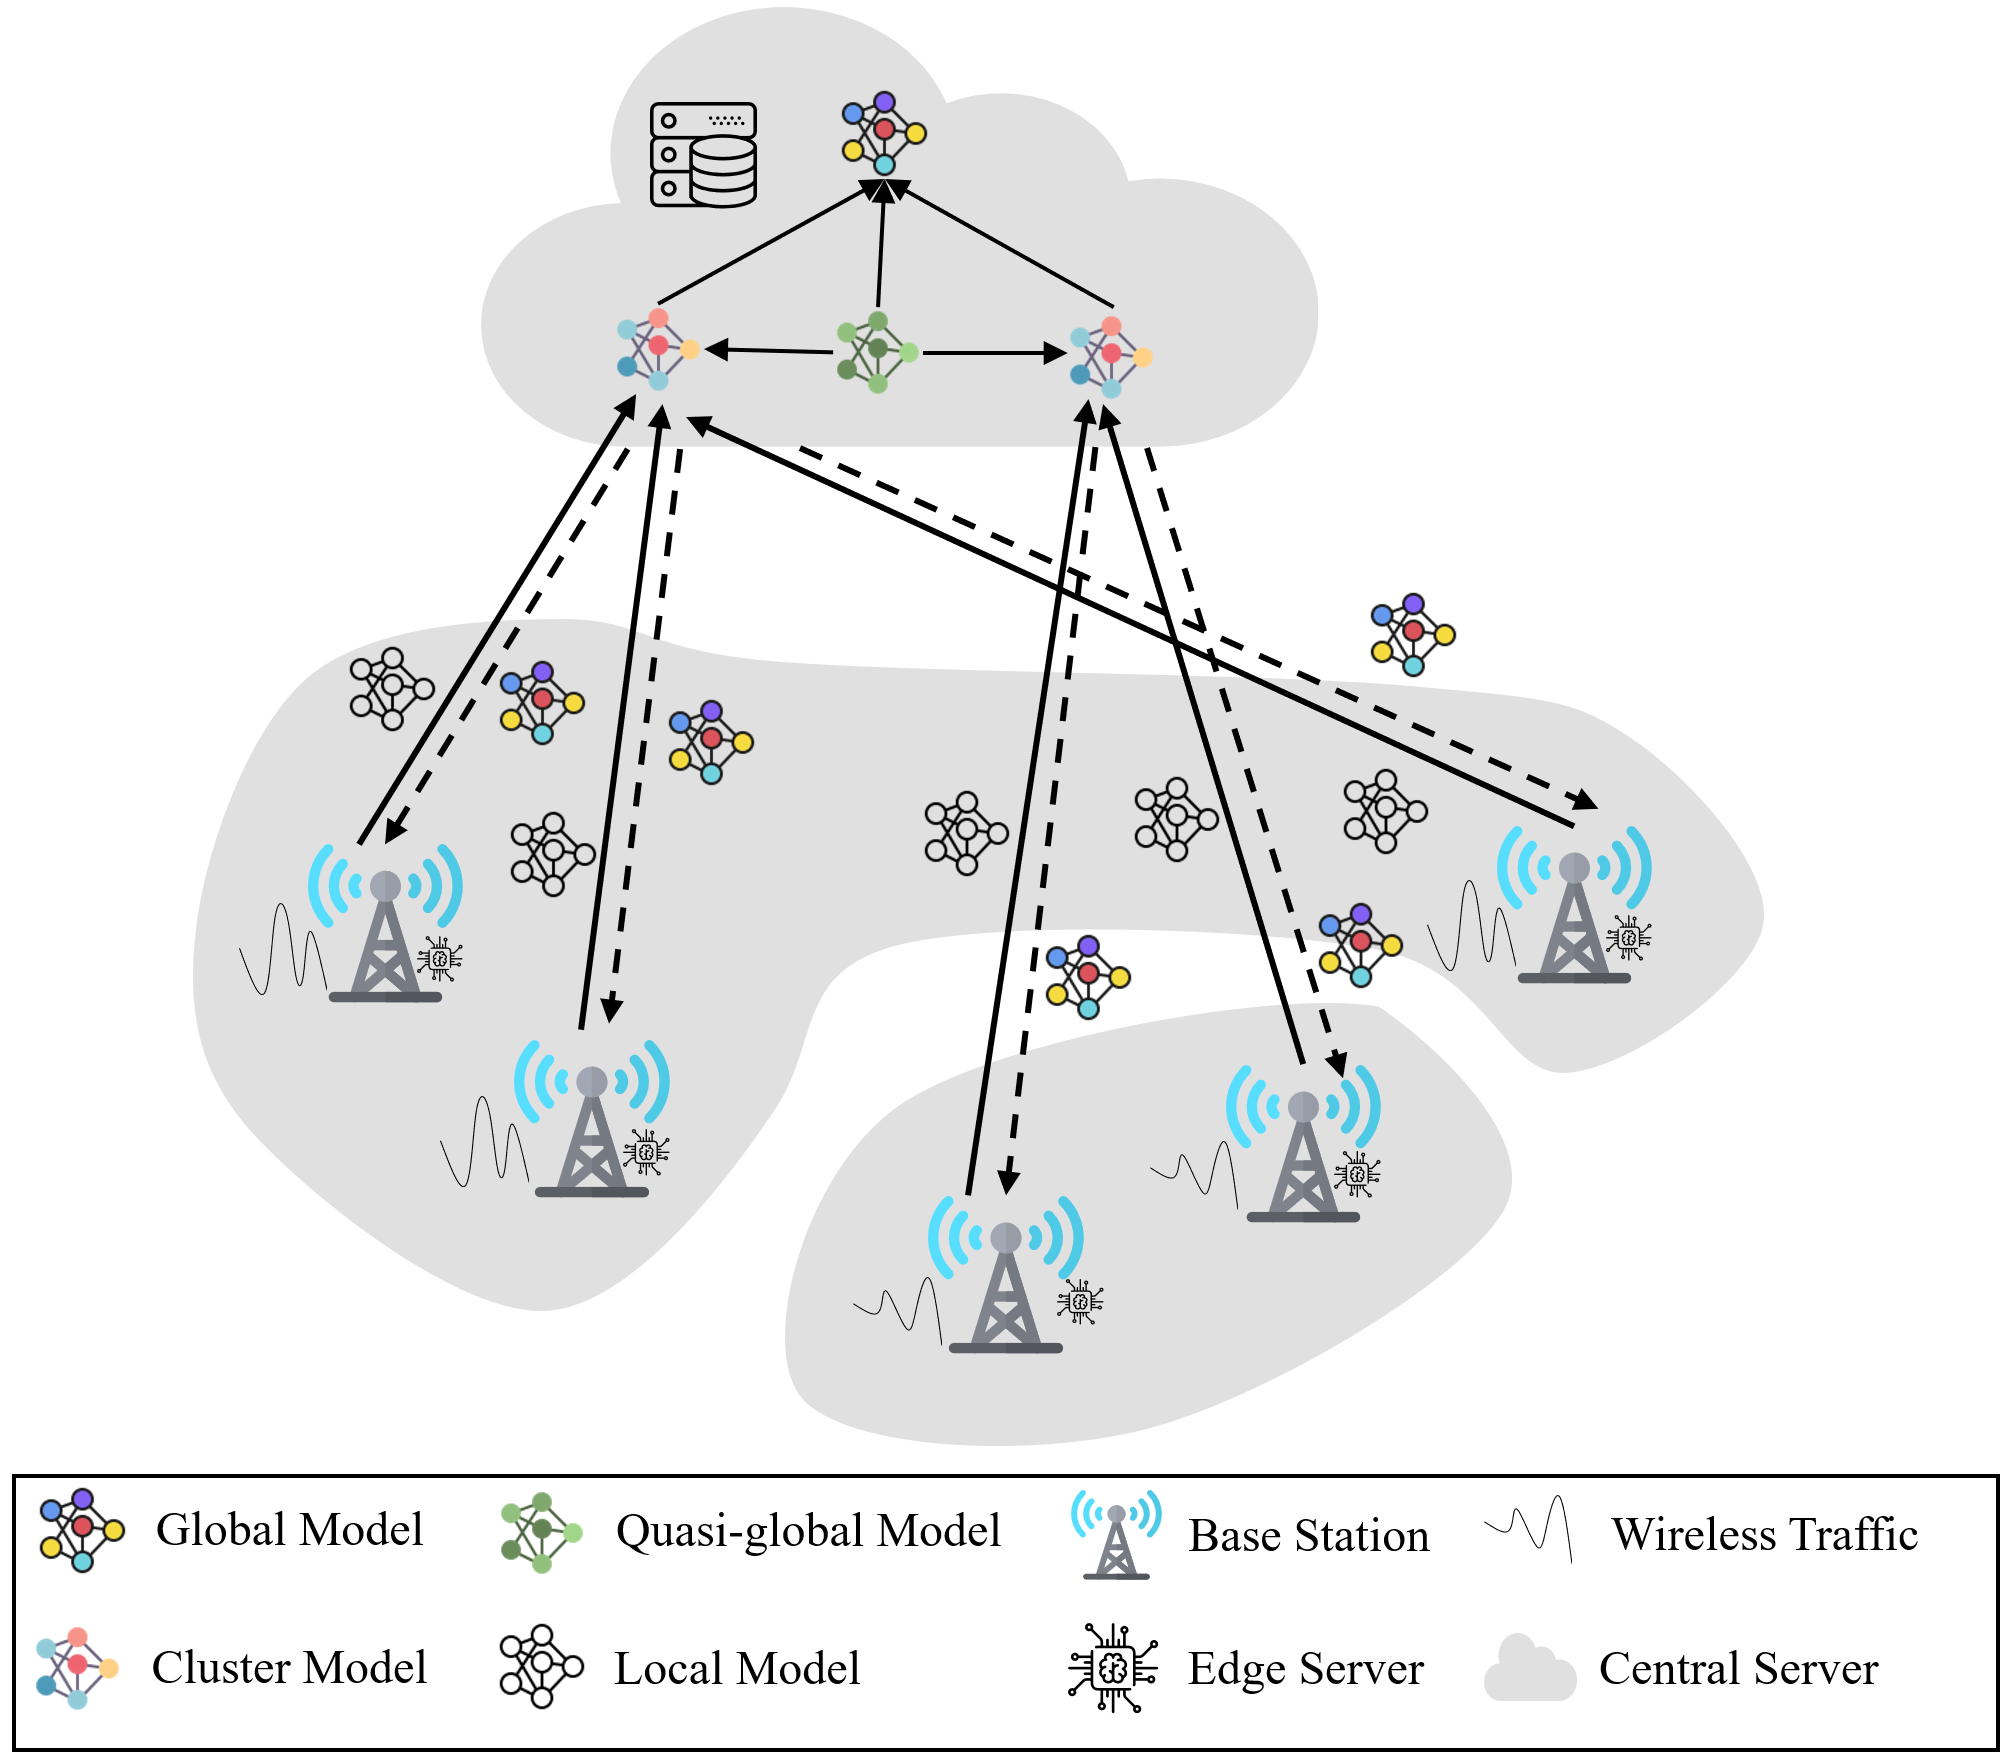 Global Model
Quasi-global Model
Base Station
Wireless Traffic
Cluster Model
Local Model
Edge Server
Central Server